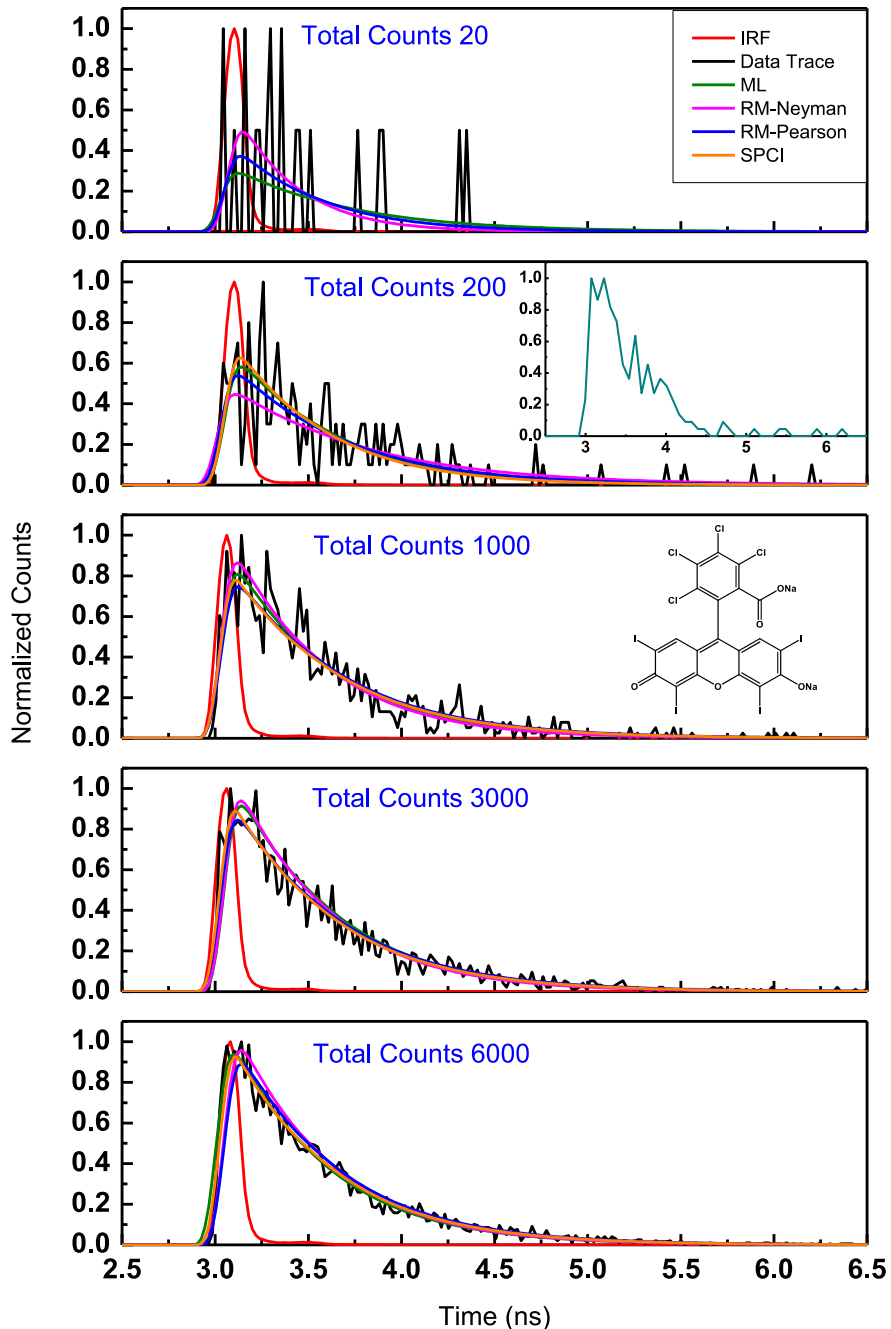 Total Counts 20
IRF
Data Trace
ML
RM-Neyman
RM-Pearson
SPCI
1.0
0.8
0.6
0.4
0.2
0.0
Total Counts 200
1.0
0.8
0.6
0.4
0.2
0.0
1.0
0.8
0.6
0.4
0.2
0.0
3 4 5 6
Total Counts 1000
1.0
0.8
0.6
0.4
0.2
0.0
Cl
Cl
Cl
Cl
ONa
O
I
I
O
O
ONa
I
I
Total Counts 3000
1.0
0.8
0.6
0.4
0.2
0.0
Total Counts 6000
1.0
0.8
0.6
0.4
0.2
0.0
2.5 3.0 3.5 4.0 4.5 5.0 5.5 6.0 6.5
Time (ns)
Normalized Counts